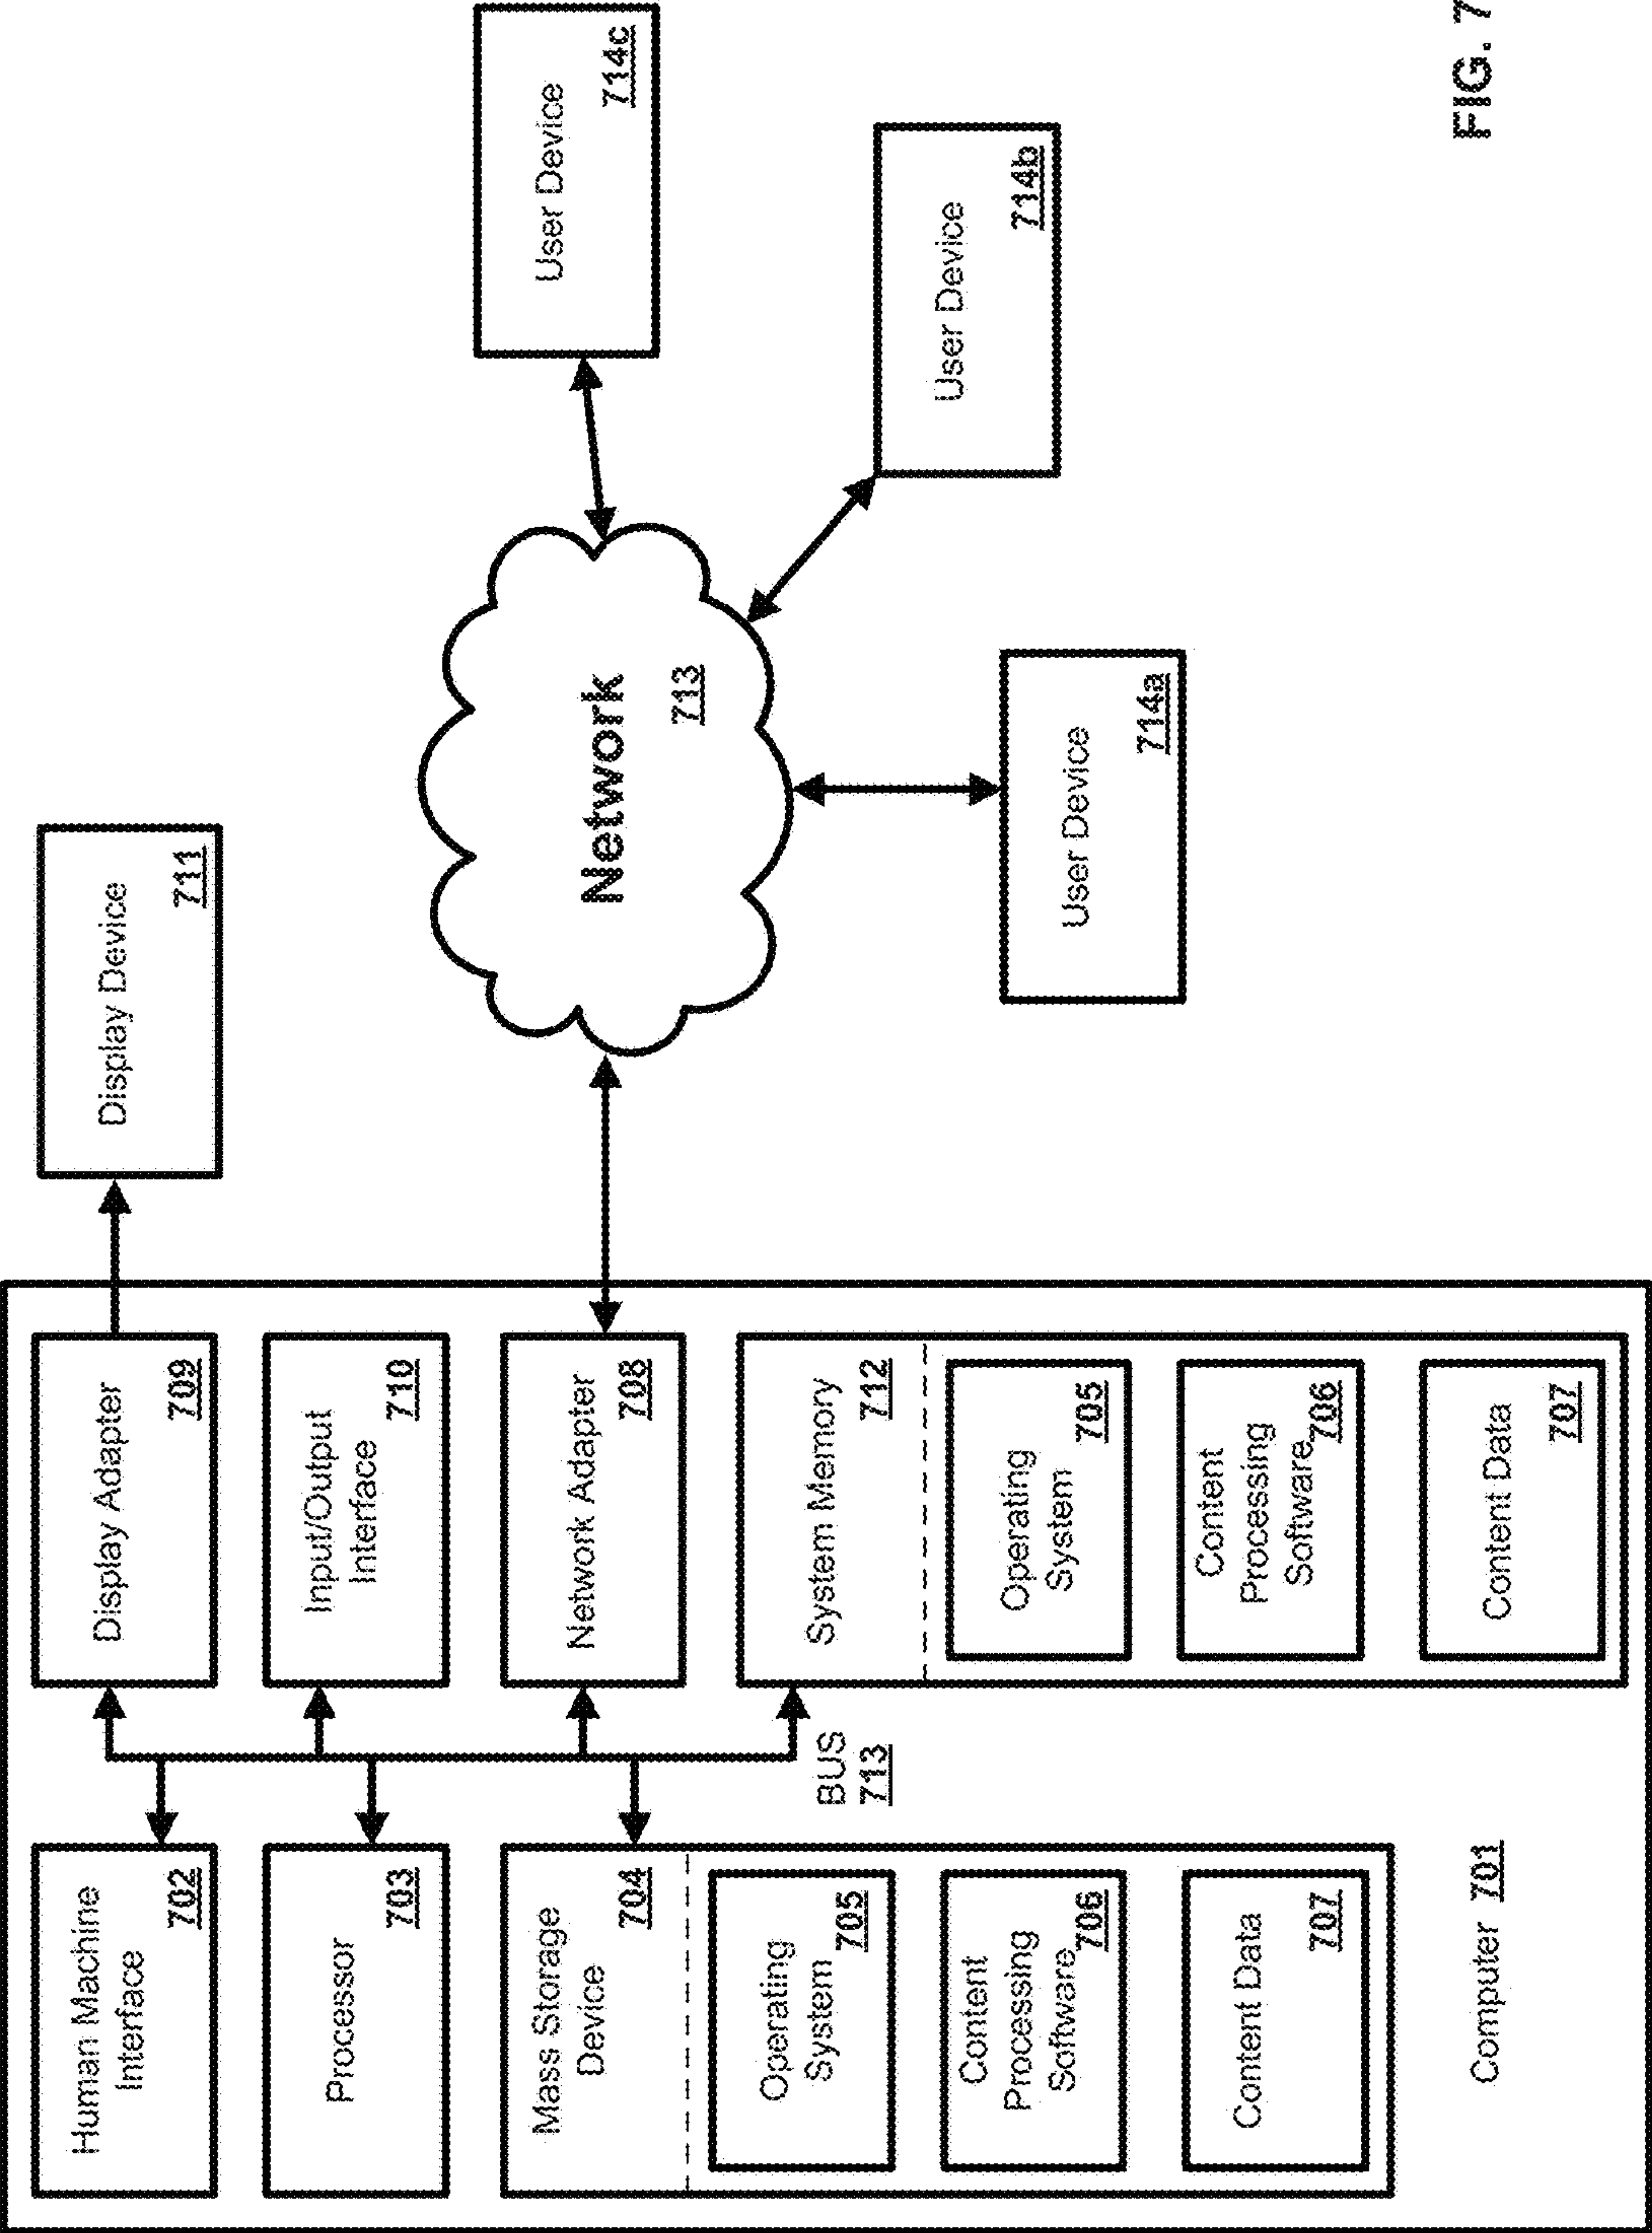 Human Machine
Interface
702
Processor
703
Mass Storage
Device
704
Operating
System
705
Content
Processing
Software
706
Content Data
707
Computer 701
BUS
713
Display Adapter
709
Input/Output
Interface
710
Network Adapter
708
System Memory
712
Operating
System
705
Content
Processing
Software
706
Content Data
707
Display Device
711
Network
713
User Device
714a
User Device
714b
User Device
714c
FIG. 7